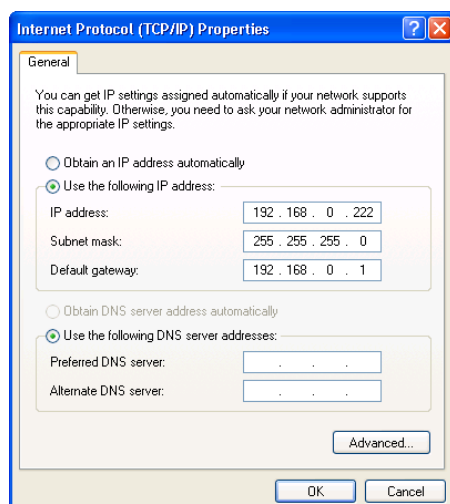 Internet Protocol (TCP/IP) Properties
General
You can get IP settings assigned automatically if your network supports
this capability. Otherwise, you need to ask your network administrator for
the appropriate IP settings.
Obtain an IP address automatically
Use the following IP address:
IP address: 192 . 168 . 0 . 222
Subnet mask: 255 . 255 . 255 . 0
Default gateway: 192 . 168 . 0 . 1
Obtain DNS server address automatically
Use the following DNS server addresses:
Preferred DNS server: . . .
Alternate DNS server: . . .
Advanced...
OK Cancel